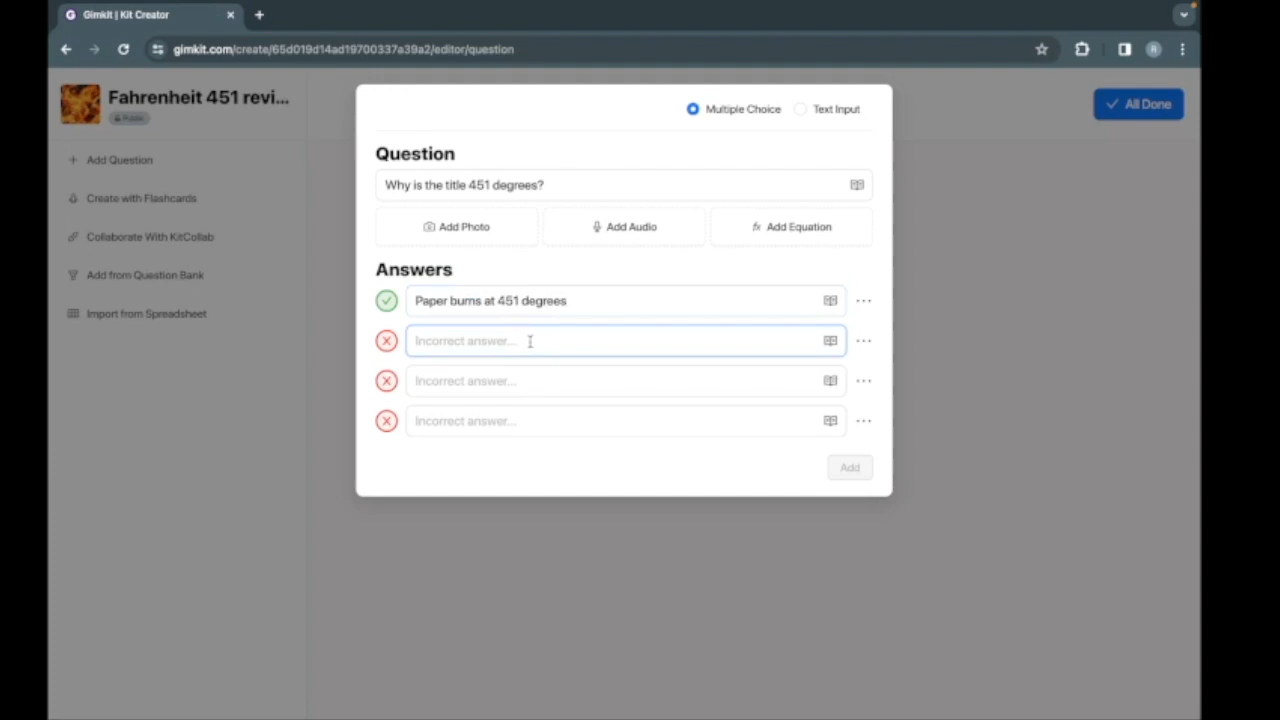 Gimkit | Kit Creator
gimkit.com/create/65d019d14ad19700337a39a2/editor/question
Fahrenheit 451 revi...
Public
All Done
Add Question
Create with Flashcards
Collaborate With KitCollab
Add from Question Bank
Import from Spreadsheet
Multiple Choice
Text Input
Question
Why is the title 451 degrees?
Add Photo
Add Audio
fx Add Equation
Answers
Paper burns at 451 degrees
Incorrect answer...
Incorrect answer...
Incorrect answer...
Add